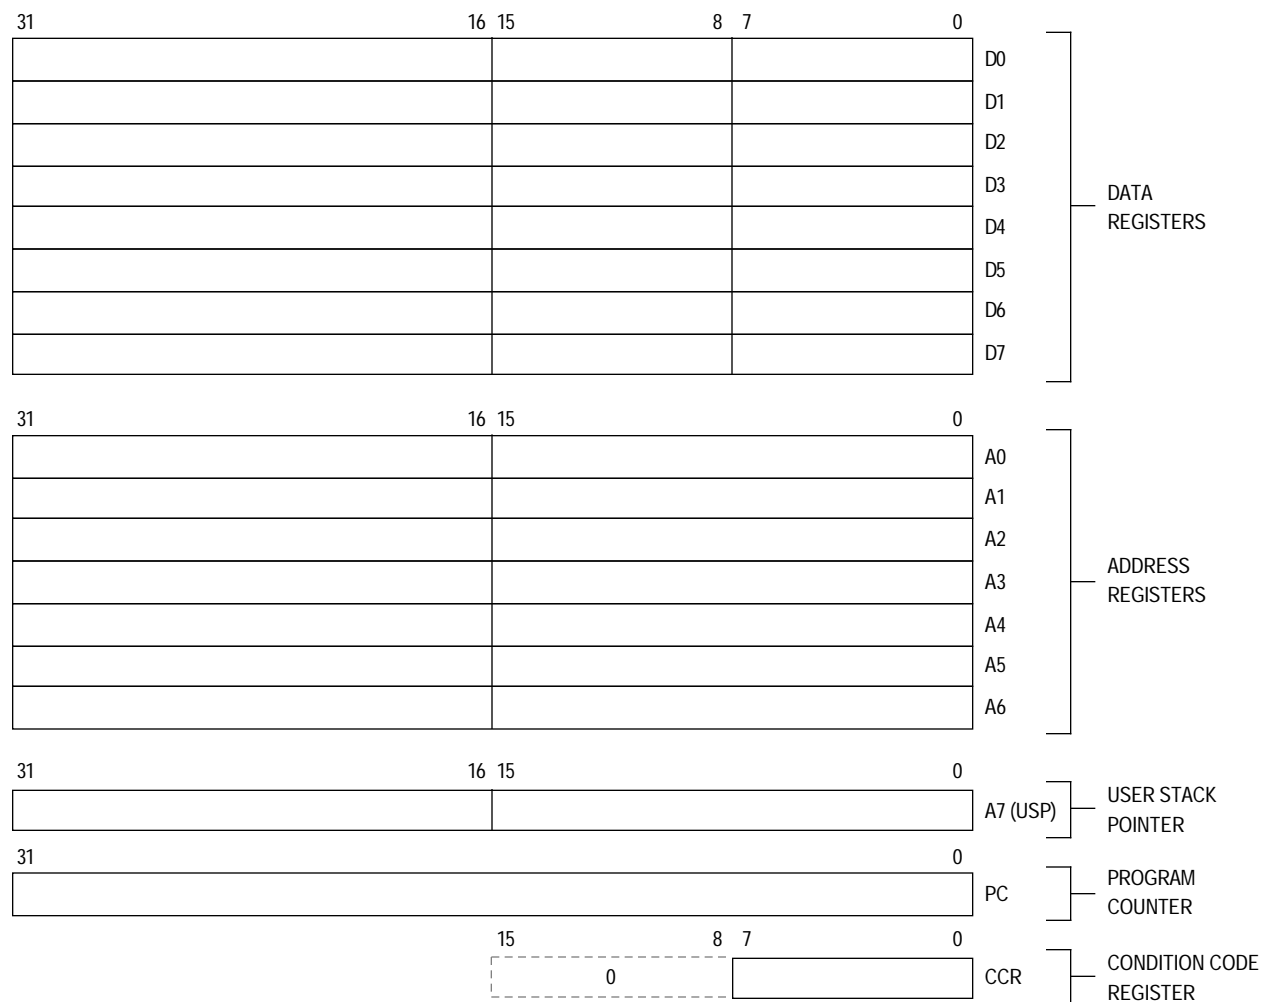 31 16 15 8 7 0
D0
D1
D2
D3
D4
D5
D6
D7
DATA
REGISTERS
31 16 15 0
A0
A1
A2
A3
A4
A5
A6
ADDRESS
REGISTERS
31 16 15 0
A7 (USP)
USER STACK
POINTER
31 0
PC
PROGRAM
COUNTER
15 8 7 0
0
CCR
CONDITION CODE
REGISTER